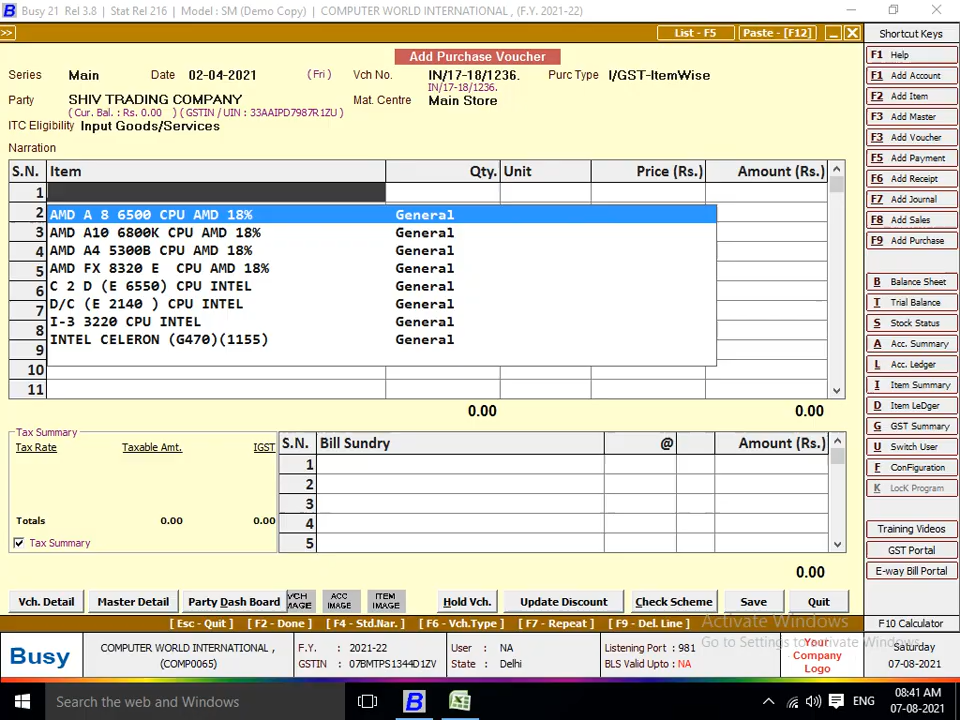 Busy 21 Rel 3.8 | Stat Rel 216 | Model : SM (Demo Copy) | COMPUTER WORLD INTERNATIONAL , (F.Y. 2021-22)
>> List - F5 Paste - [F12]
Add Purchase Voucher
Series Main Date 02-04-2021 (Fri) Vch No. IN/17-18/1236. Purc Type I/GST-ItemWise
IN/17-18/1236.
Party SHIV TRADING COMPANY Mat. Centre Main Store
( Cur. Bal. : Rs. 0.00 ) ( GSTIN / UIN : 33AAIPD7987R1ZU )
ITC Eligibility Input Goods/Services
Narration
S.N. Item Qty. Unit Price (Rs.) Amount (Rs.)
1
2 AMD A 8 6500 CPU AMD 18% General
3 AMD A10 6800K CPU AMD 18% General
4 AMD A4 5300B CPU AMD 18% General
5 AMD FX 8320 E CPU AMD 18% General
6 C 2 D (E 6550) CPU INTEL General
7 D/C (E 2140 ) CPU INTEL General
8 I-3 3220 CPU INTEL General
9 INTEL CELERON (G470)(1155) General
10
11
0.00 0.00
Tax Summary
Tax Rate Taxable Amt. IGST
Totals 0.00 0.00
Tax Summary
S.N. Bill Sundry @ Amount (Rs.)
1
2
3
4
5
0.00
Vch. Detail Master Detail Party Dash Board VCH IMAGE ACC IMAGE ITEM IMAGE Hold Vch. Update Discount Check Scheme Save Quit
[ Esc - Quit ] [ F2 - Done ] [ F4 - Std.Nar. ] [ F6 - Vch.Type ] [ F7 - Repeat ] [ F9 - Del. Line ]
Shortcut Keys
F1 Help
F1 Add Account
F2 Add Item
F3 Add Master
F3 Add Voucher
F5 Add Payment
F6 Add Receipt
F7 Add Journal
F8 Add Sales
F9 Add Purchase
B Balance Sheet
T Trial Balance
S Stock Status
A Acc. Summary
L Acc. Ledger
I Item Summary
D Item LeDger
G GST Summary
U Switch User
F ConFiguration
K LocK Program
Training Videos
GST Portal
E-way Bill Portal
F10 Calculator
Activate Windows
Go to Settings to activate Windows.
Busy
COMPUTER WORLD INTERNATIONAL ,
(COMP0065)
F.Y. : 2021-22
GSTIN : 07BMTPS1344D1ZV
User : NA
State : Delhi
Listening Port : 981
BLS Valid Upto : NA
Your
Company
Logo
Saturday
07-08-2021
Search the web and Windows
ENG
08:41 AM
07-08-2021